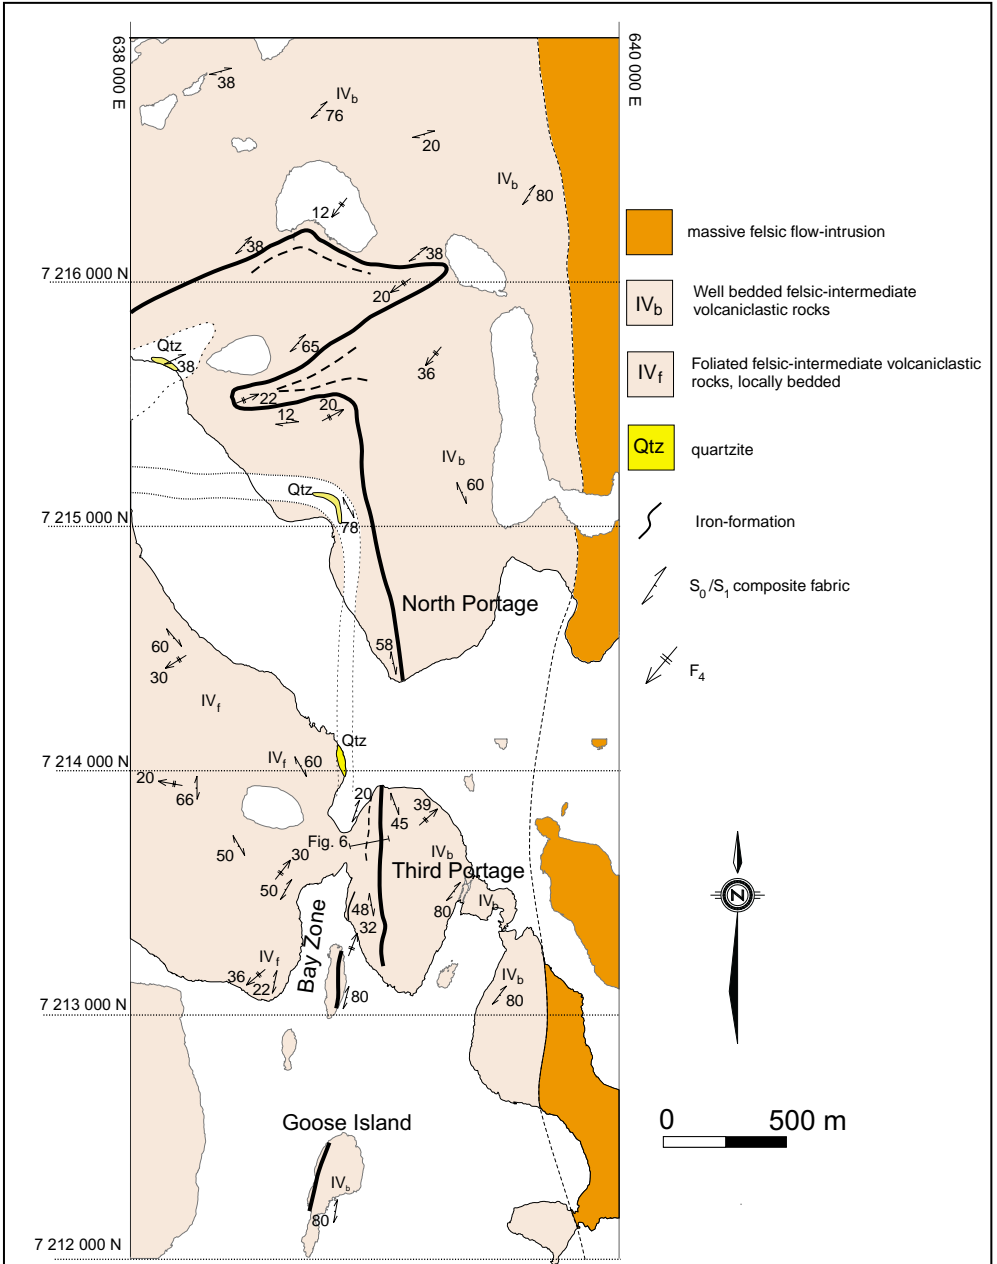 638 000 E
640 000 E
38
IVb
76
20
IVb
80
12
38
38
7 216 000 N
20
massive felsic flow-intrusion
IVb
Well bedded felsic-intermediate
volcaniclastic rocks
Qtz
38
65
36
IVf
Foliated felsic-intermediate volcaniclastic
rocks, locally bedded
22
20
12
Qtz
quartzite
IVb
60
Qtz
78
7 215 000 N
Iron-formation
S0/S1 composite fabric
North Portage
58
60
30
F4
IVf
Qtz
IVf
60
7 214 000 N
20
66
20
39
45
Fig. 6
50
30
50
IVb
Third Portage
80
IVb
48
32
Bay Zone
N
IVf
36
22
IVb
80
80
7 213 000 N
Goose Island
0 500 m
IVb
80
7 212 000 N